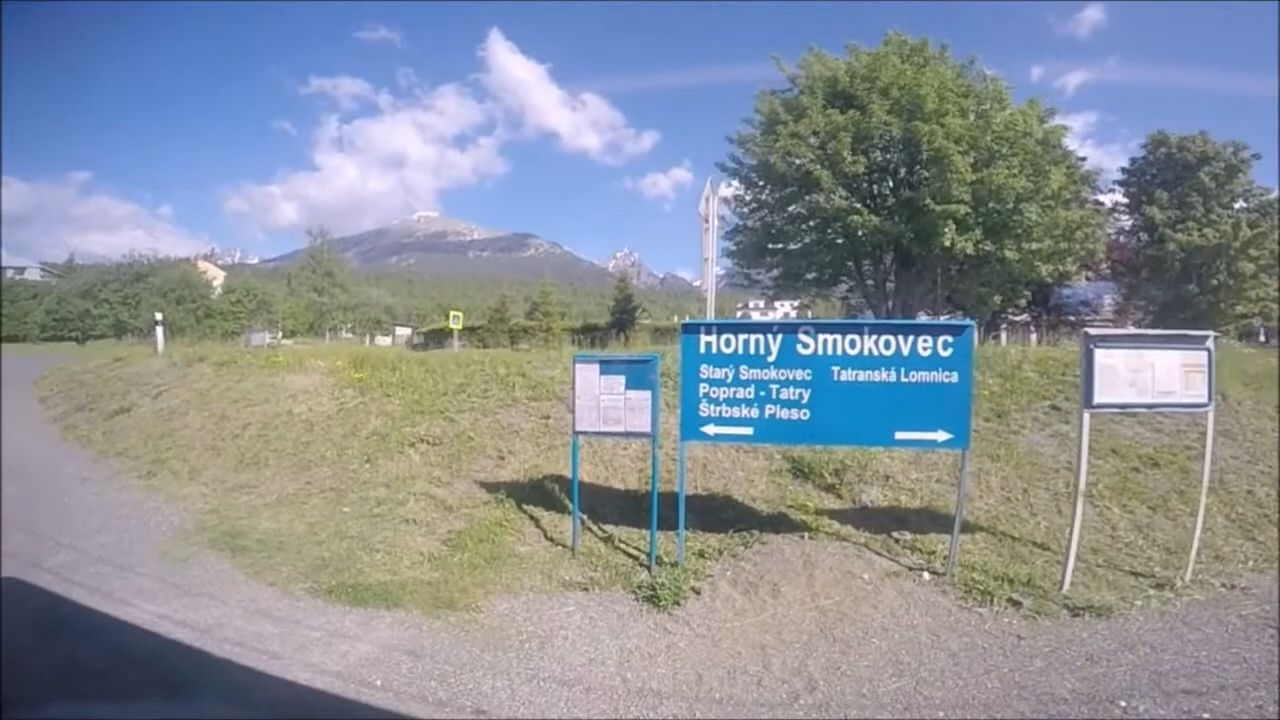 Horný Smokovec
Starý Smokovec Tatranská Lomnica
Poprad - Tatry
Štrbské Pleso